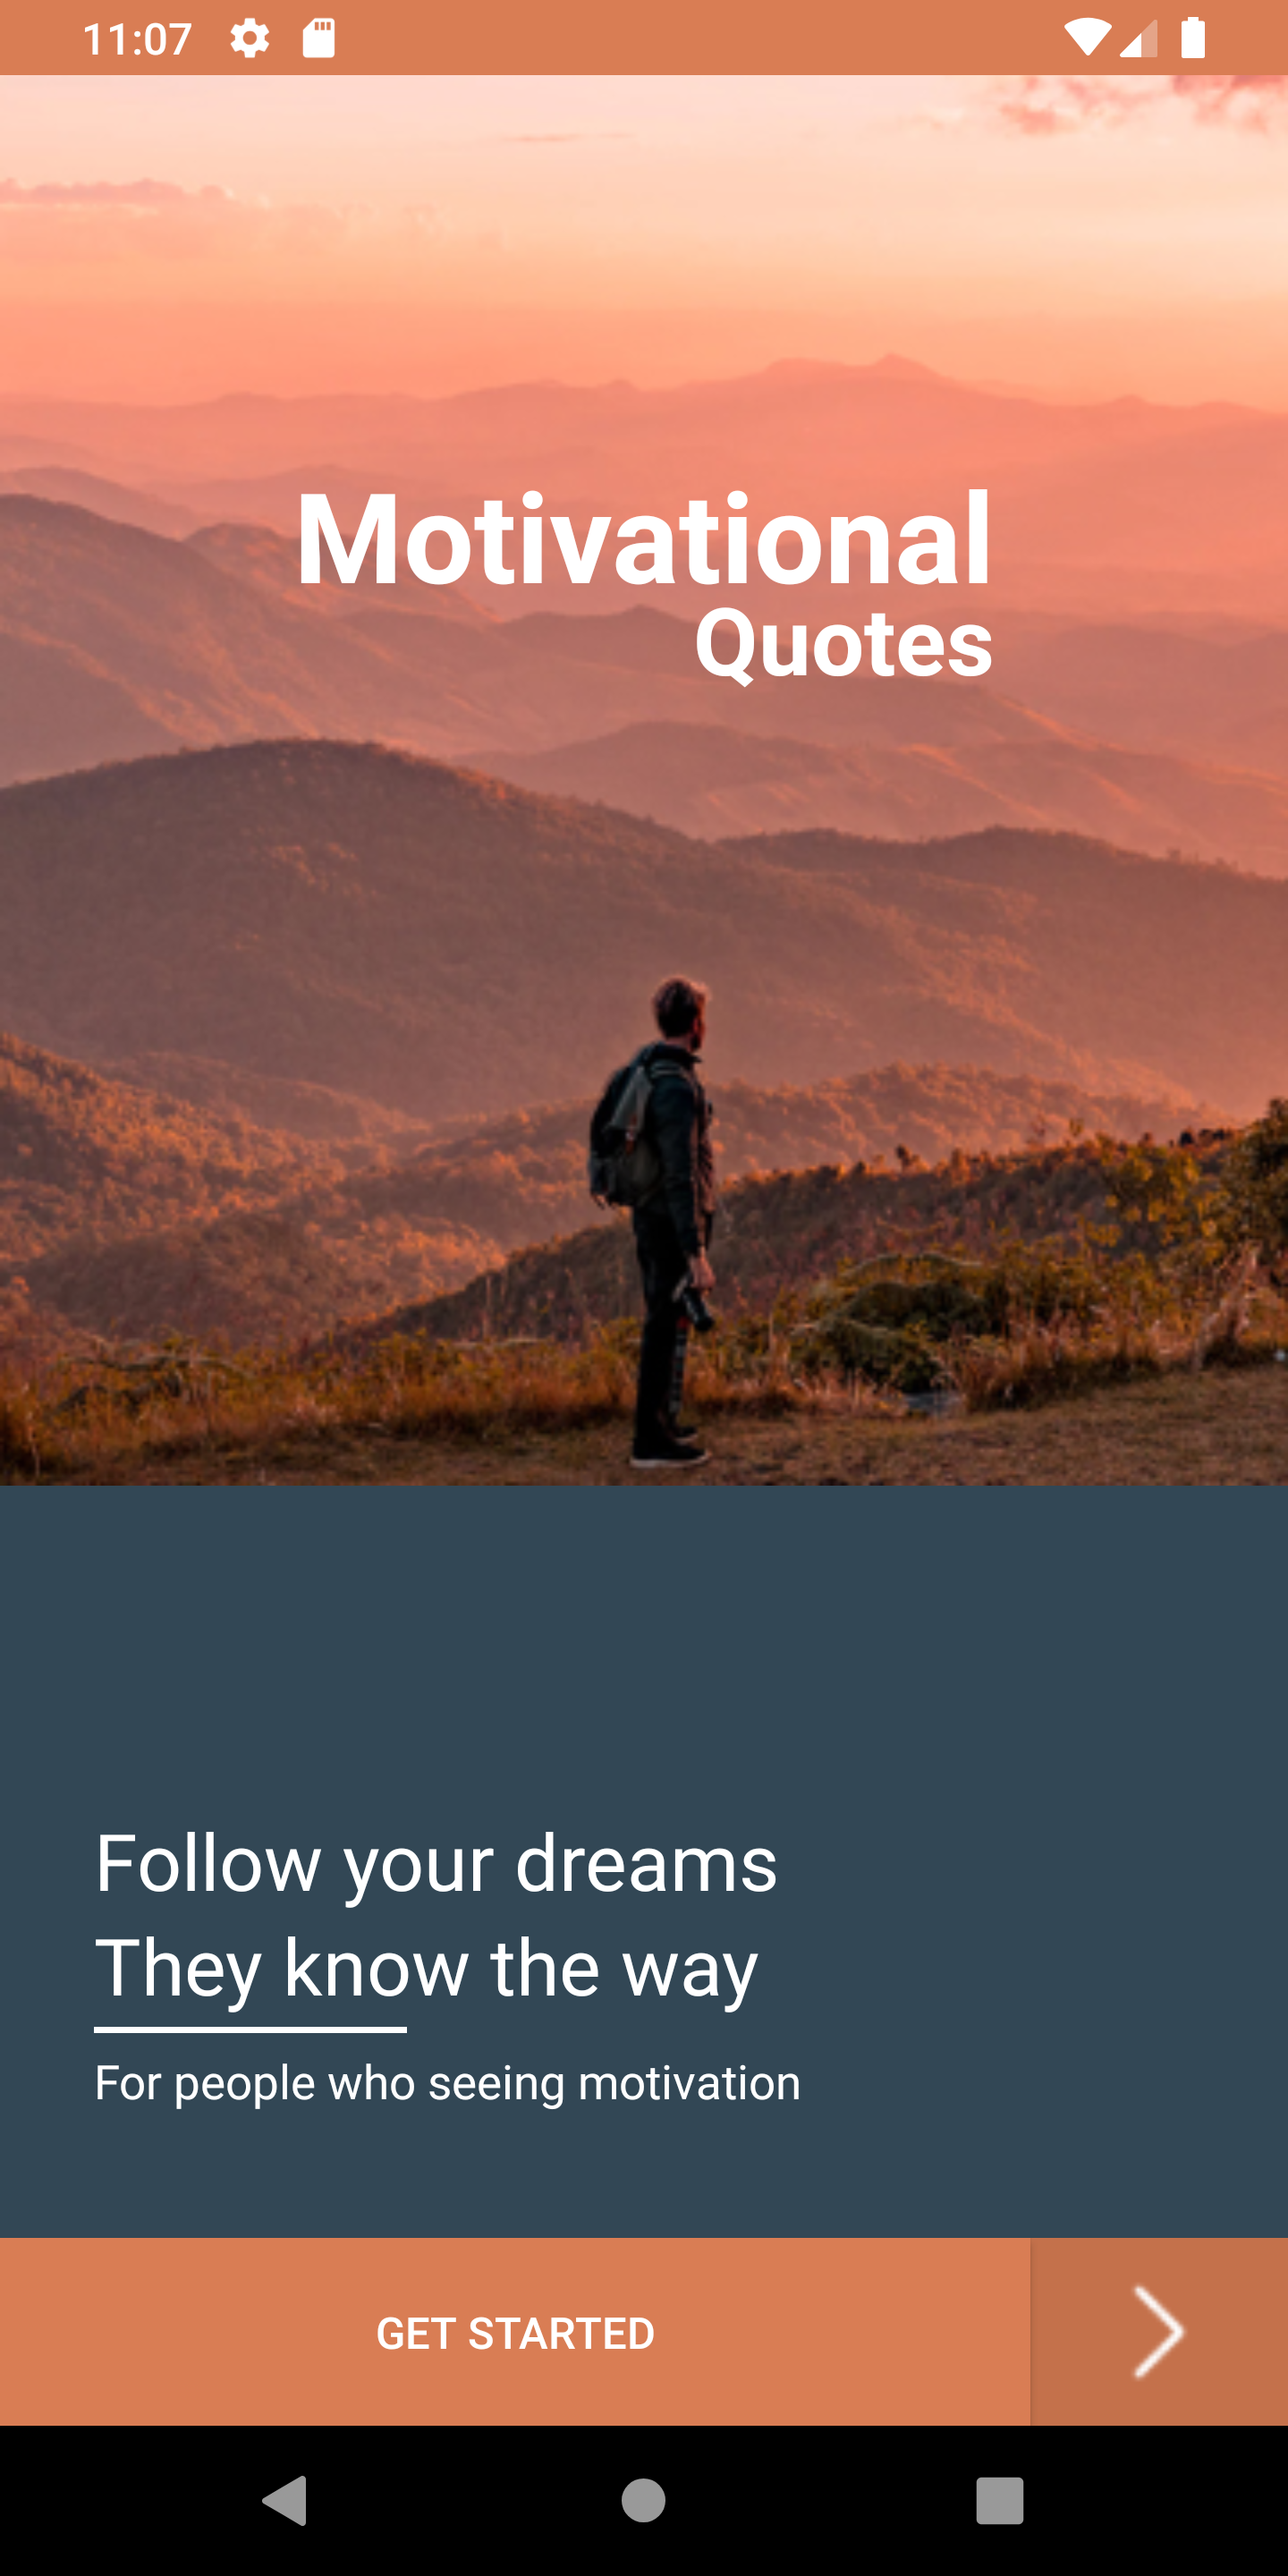 11:07
Motivational
Quotes
Follow your dreams
They know the way
For people who seeing motivation
GET STARTED